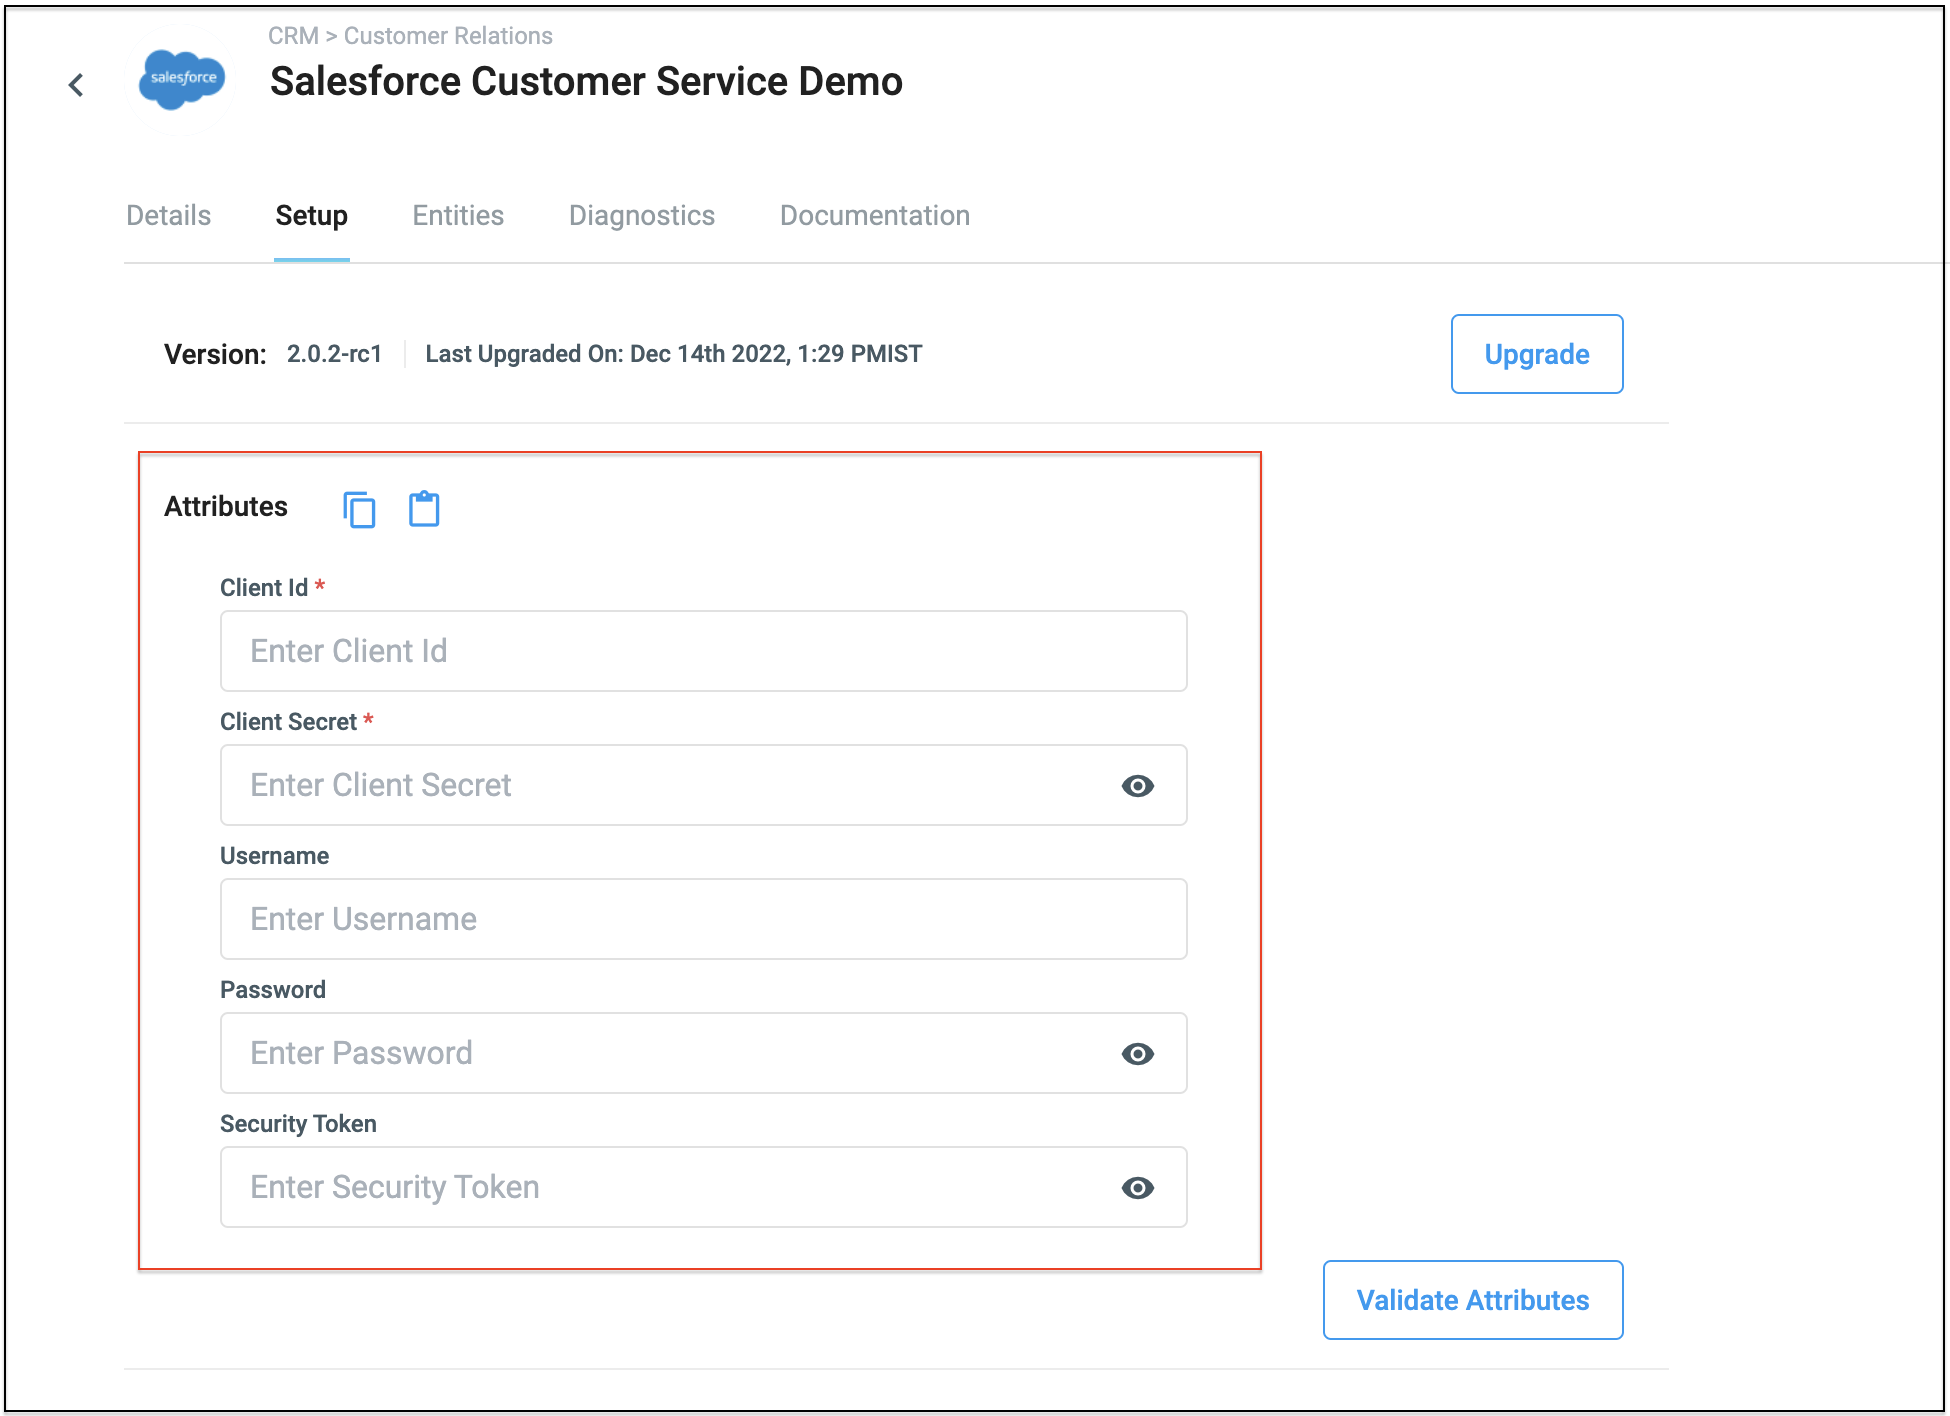 CRM > Customer Relations
salesforce
Salesforce Customer Service Demo
Details Setup Entities Diagnostics Documentation
Version: 2.0.2-rc1 Last Upgraded On: Dec 14th 2022, 1:29 PMIST Upgrade
Attributes
Client Id *
Enter Client Id
Client Secret *
Enter Client Secret
Username
Enter Username
Password
Enter Password
Security Token
Enter Security Token
Validate Attributes